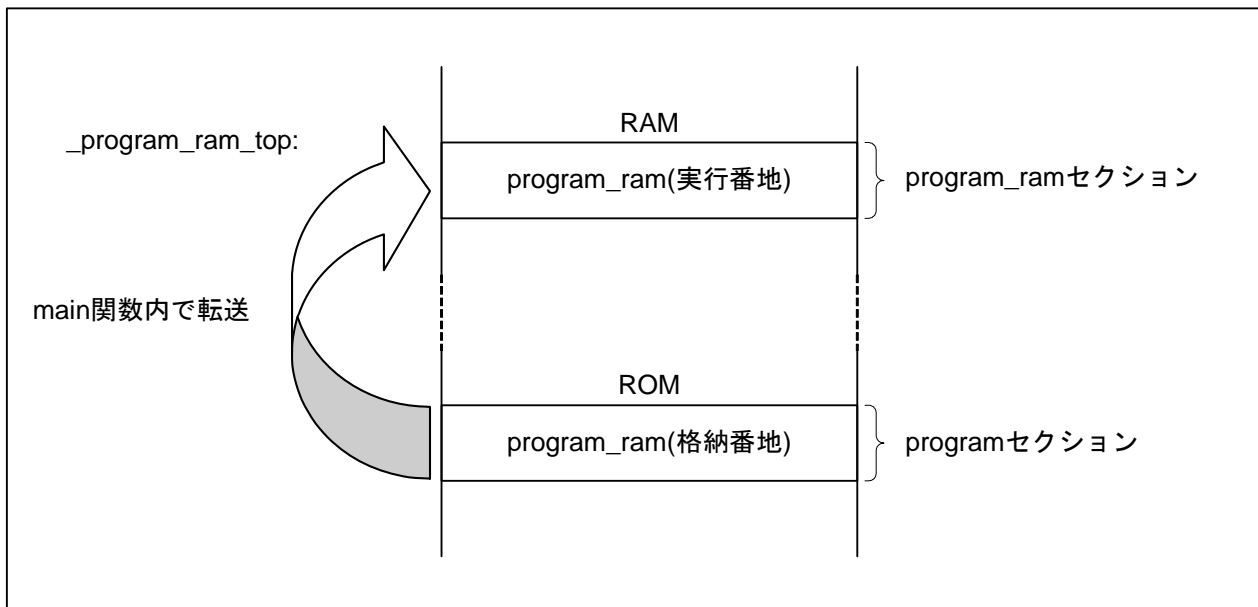 RAM
_program_ram_top:
program_ram(実行番地)
program_ramセクション
main関数内で転送
ROM
program_ram(格納番地)
programセクション